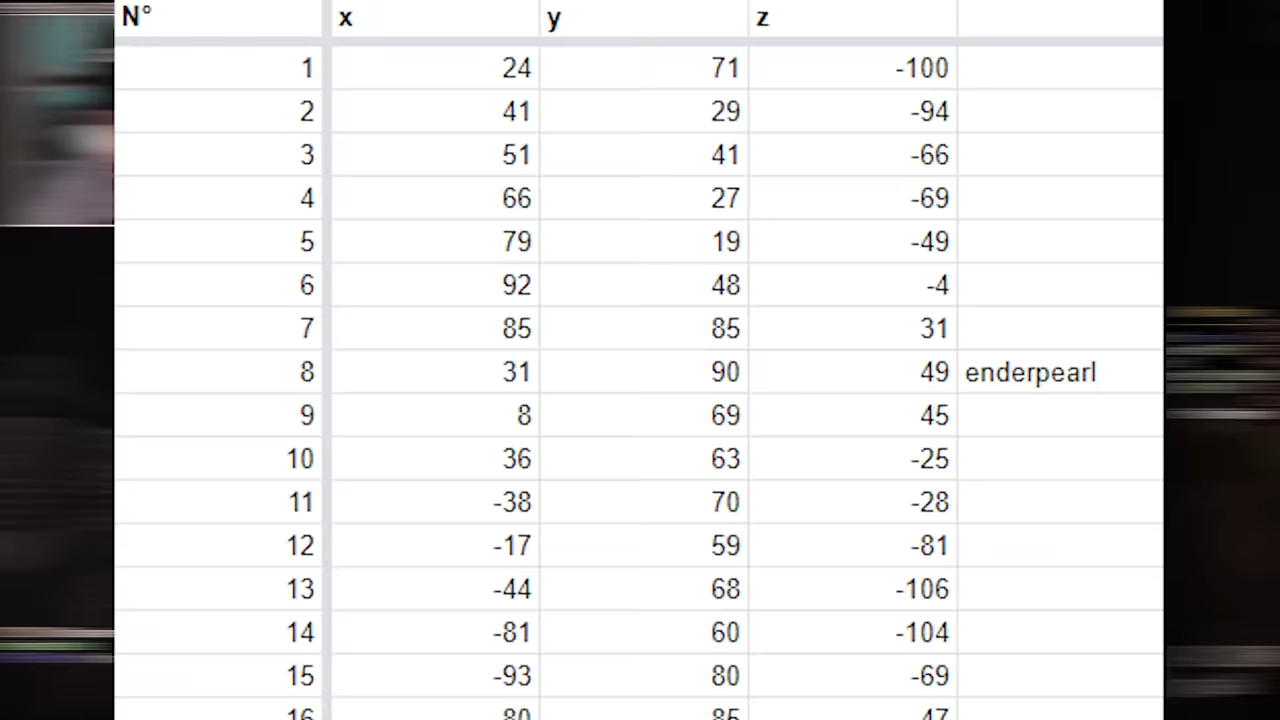 N° x y z
1 24 71 -100
2 41 29 -94
3 51 41 -66
4 66 27 -69
5 79 19 -49
6 92 48 -4
7 85 85 31
8 31 90 49 enderpearl
9 8 69 45
10 36 63 -25
11 -38 70 -28
12 -17 59 -81
13 -44 68 -106
14 -81 60 -104
15 -93 80 -69